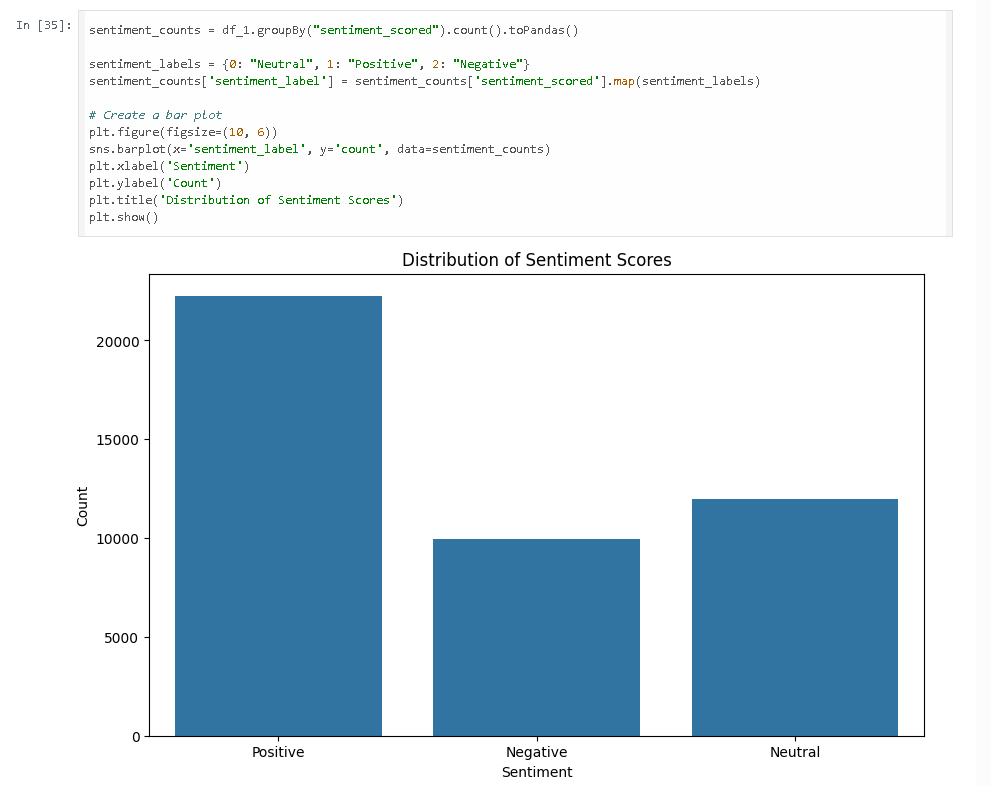 In [35]:
sentiment_counts = df_1.groupBy("sentiment_scored").count().toPandas()
sentiment_labels = {0: "Neutral", 1: "Positive", 2: "Negative"}
sentiment_counts['sentiment_label'] = sentiment_counts['sentiment_scored'].map(sentiment_labels)
# Create a bar plot
plt.figure(figsize=(10, 6))
sns.barplot(x='sentiment_label', y='count', data=sentiment_counts)
plt.xlabel('Sentiment')
plt.ylabel('Count')
plt.title('Distribution of Sentiment Scores')
plt.show()
Distribution of Sentiment Scores
20000
15000
10000
5000
0
Count
Positive Negative Neutral
Sentiment